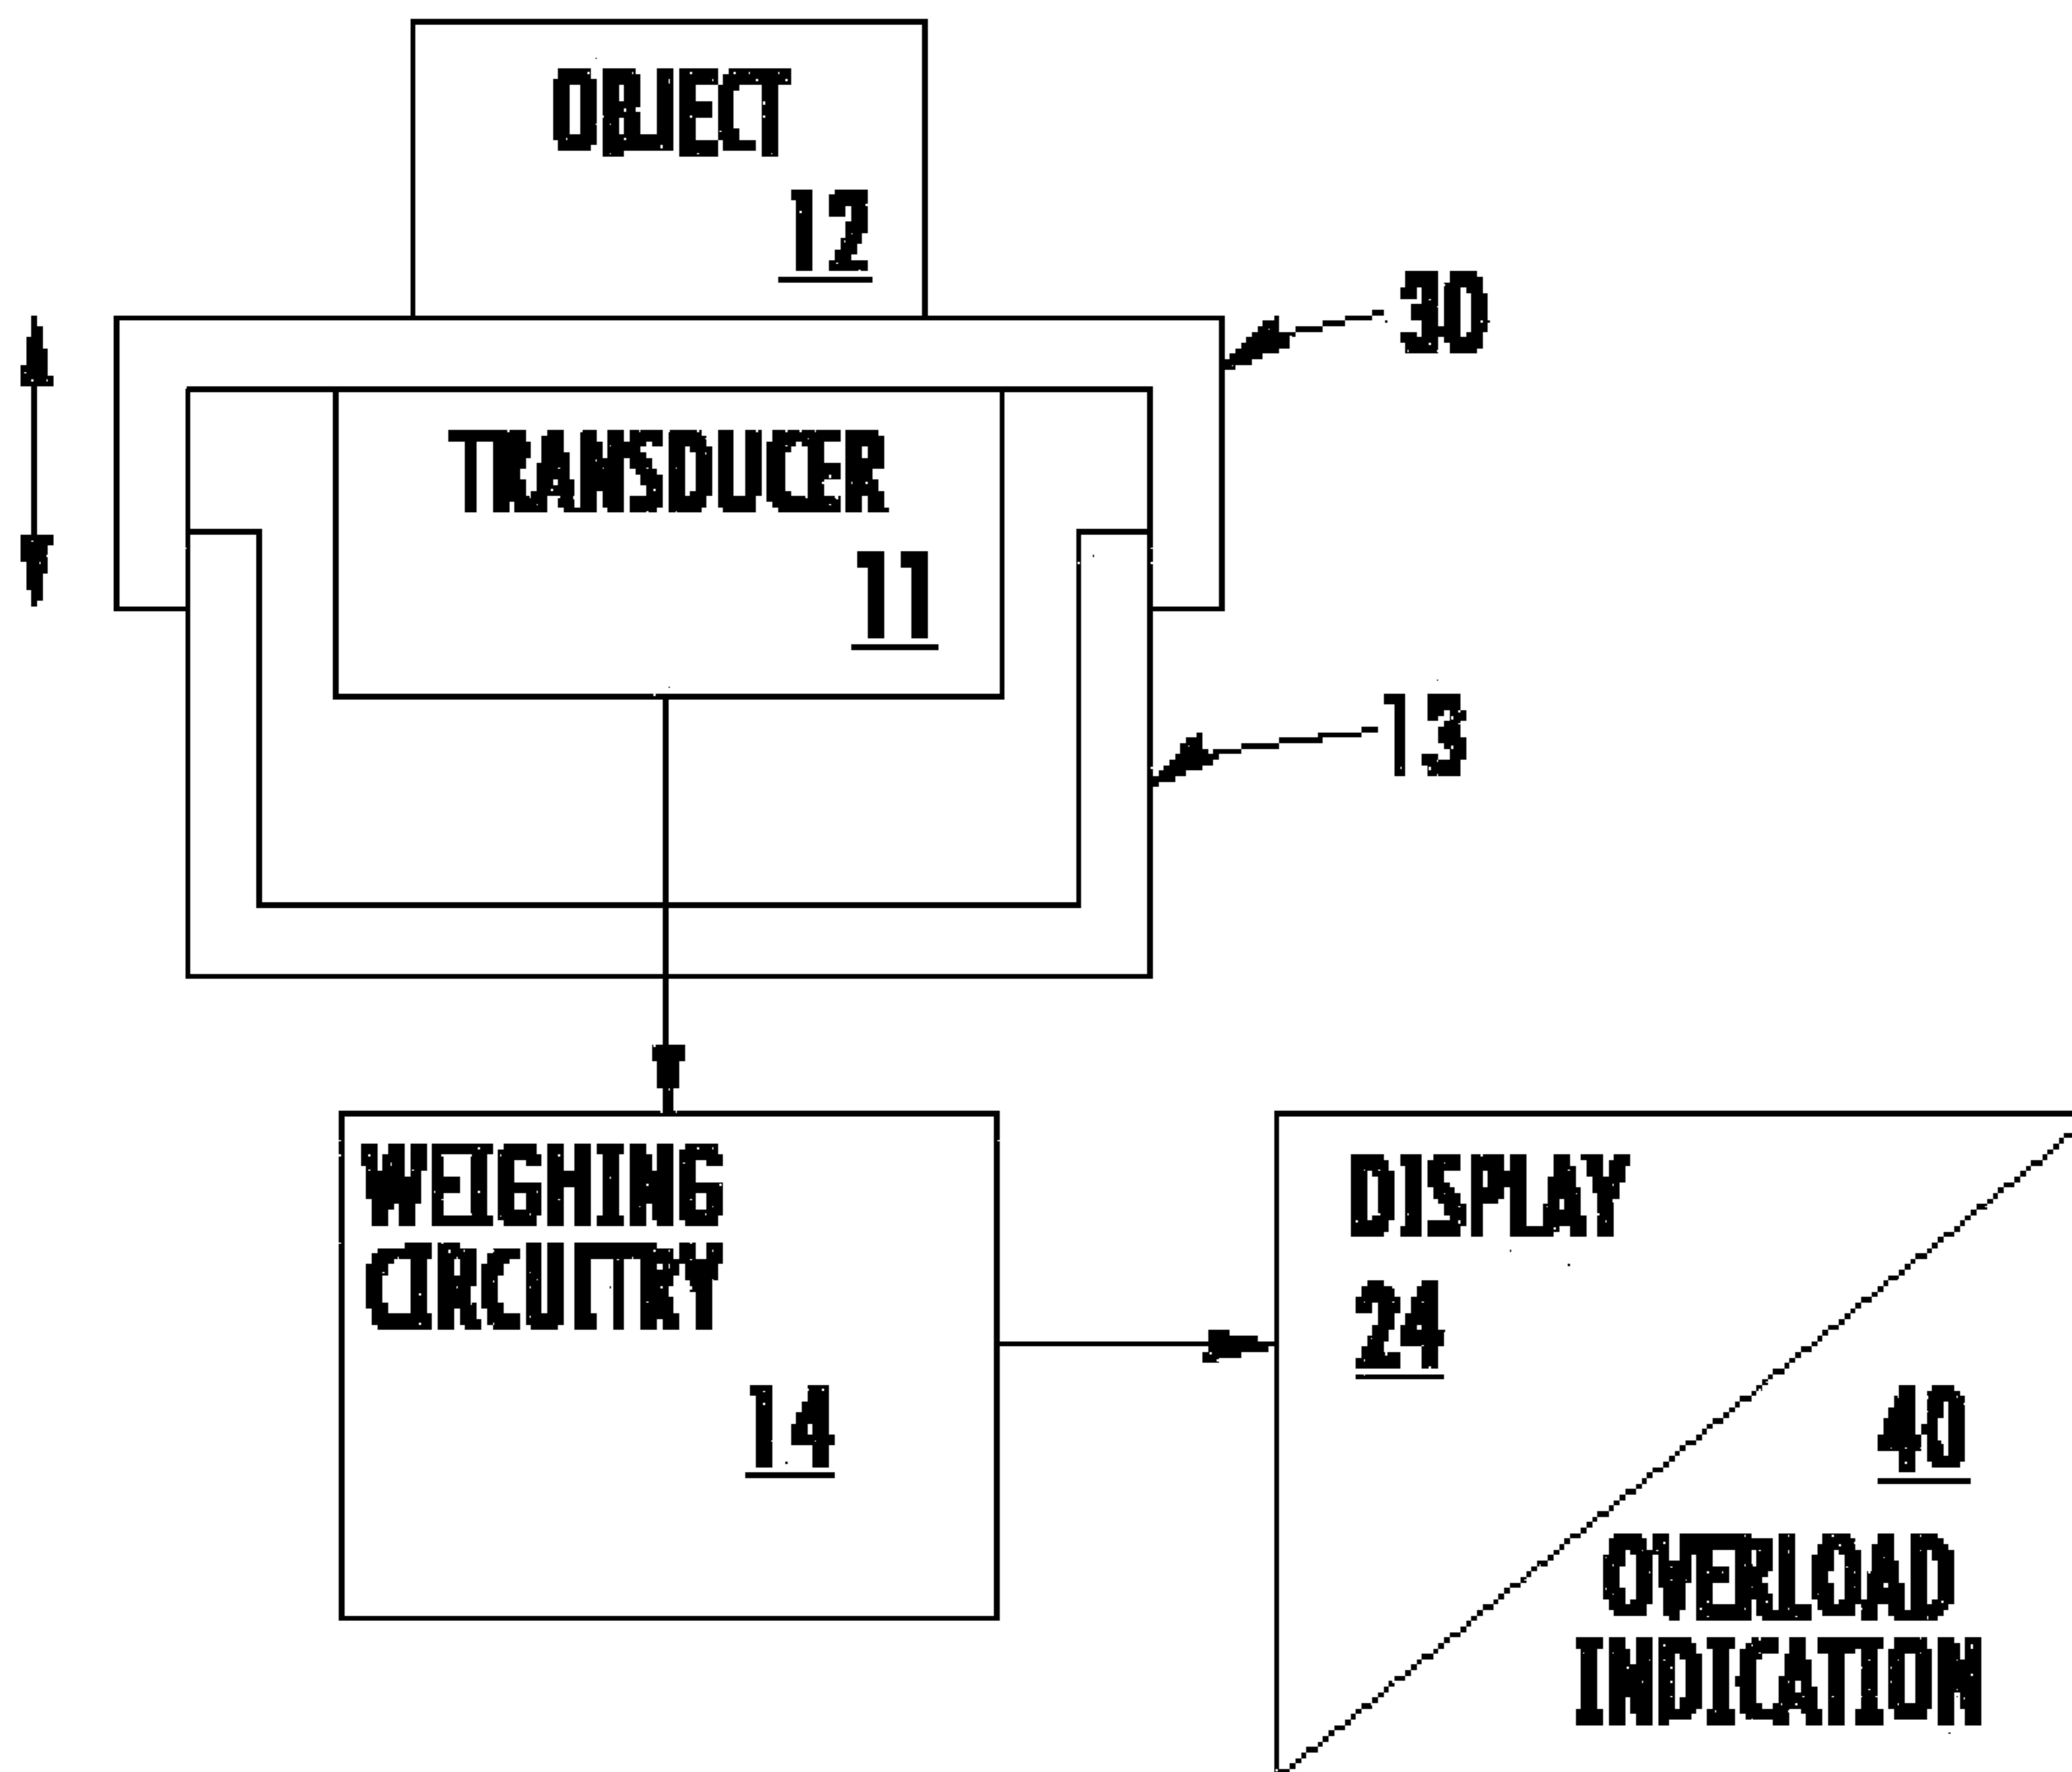 OBJECT
12
30
TRANSDUCER
11
13
WEIGHING
CIRCUITRY
14
DISPLAY
24
40
OVERLOAD
INDICATION